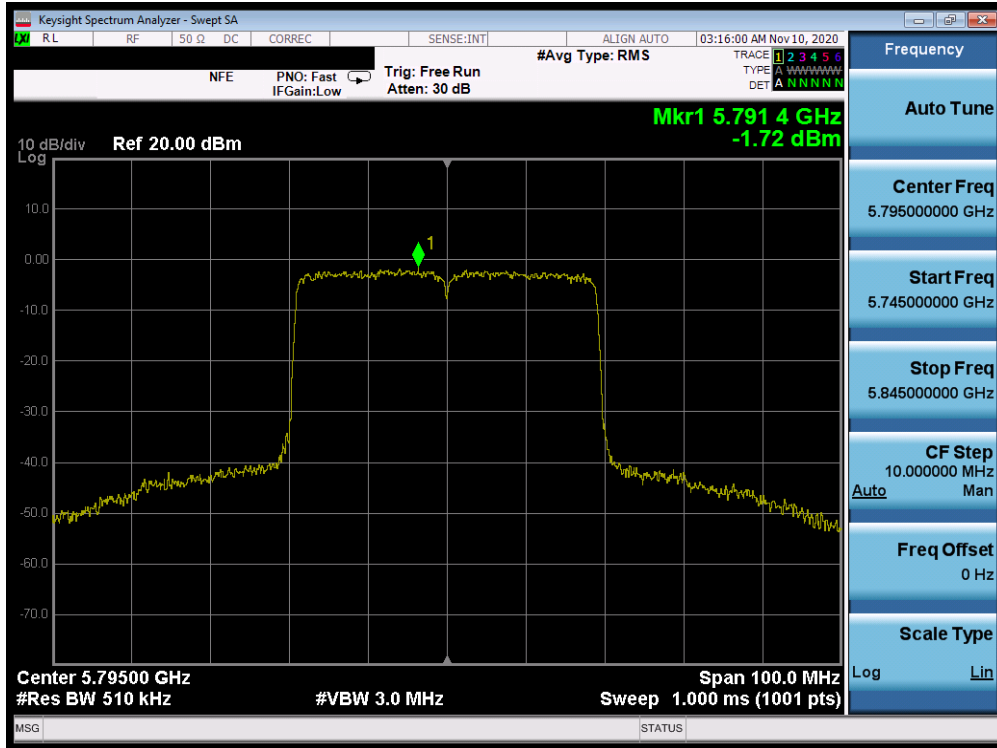 Keysight Spectrum Analyzer - Swept SA
LXI RL RF 50 Ω DC CORREC SENSE:INT ALIGN AUTO 03:16:00 AM Nov 10, 2020
NFE PNO: Fast Trig: Free Run #Avg Type: RMS TRACE 1 2 3 4 5 6
IFGain:Low Atten: 30 dB TYPE A WWWWW
DET A N N N N N
Mkr1 5.791 4 GHz
-1.72 dBm
10 dB/div Ref 20.00 dBm
Log
10.0
1
0.00
-10.0
-20.0
-30.0
-40.0
-50.0
-60.0
-70.0
Center 5.79500 GHz Span 100.0 MHz
#Res BW 510 kHz #VBW 3.0 MHz Sweep 1.000 ms (1001 pts)
MSG STATUS
Frequency
Auto Tune
Center Freq
5.795000000 GHz
Start Freq
5.745000000 GHz
Stop Freq
5.845000000 GHz
CF Step
10.000000 MHz
Auto Man
Freq Offset
0 Hz
Scale Type
Log Lin